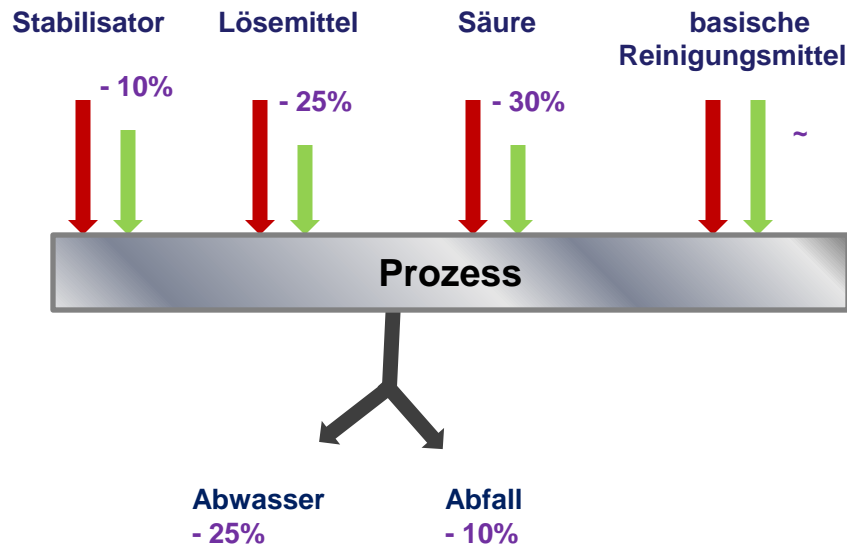 Stabilisator
Lösemittel
Säure
basische
Reinigungsmittel
- 10%
- 25%
- 30%
~
Prozess
Abwasser
- 25%
Abfall
- 10%